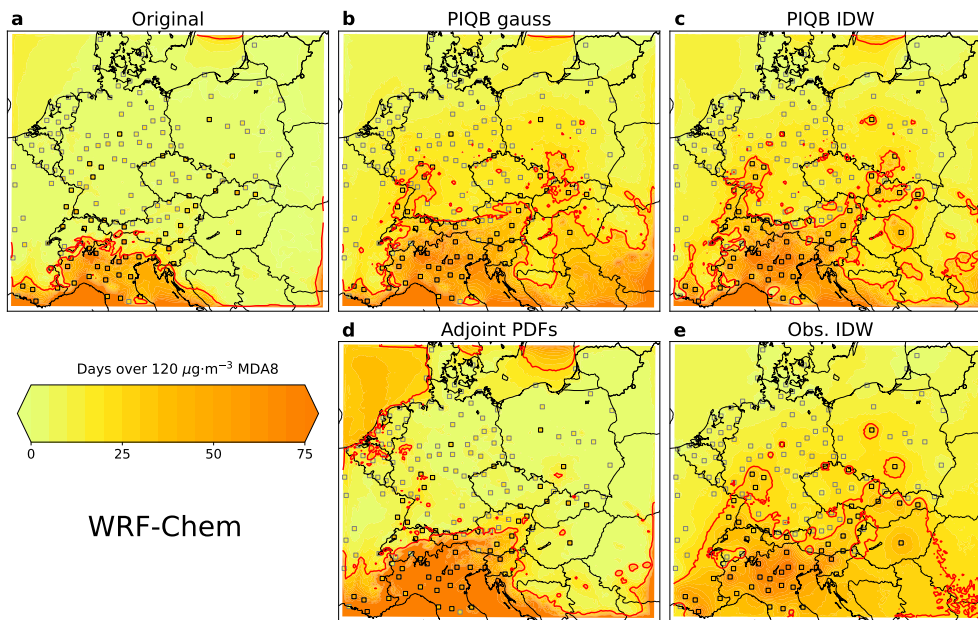 a Original
b PIQB gauss
c PIQB IDW
d Adjoint PDFs
e Obs. IDW
Days over 120 μg·m⁻³ MDA8
0 25 50 75
WRF-Chem